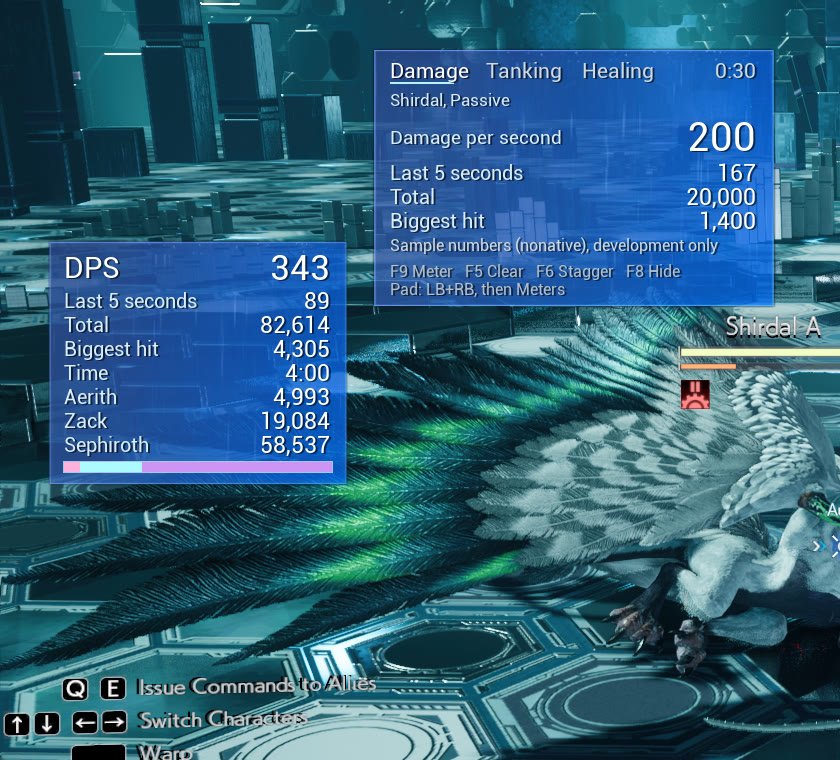 Damage Tanking Healing 0:30
Shirdal, Passive
Damage per second 200
Last 5 seconds 167
Total 20,000
Biggest hit 1,400
Sample numbers (nonative), development only
F9 Meter F5 Clear F6 Stagger F8 Hide
Pad: LB+RB, then Meters
DPS 343
Last 5 seconds 89
Total 82,614
Biggest hit 4,305
Time 4:00
Aerith 4,993
Zack 19,084
Sephiroth 58,537
Shirdal A
Q E Issue Commands to Allies
↑ ↓ ← → Switch Characters
Warp